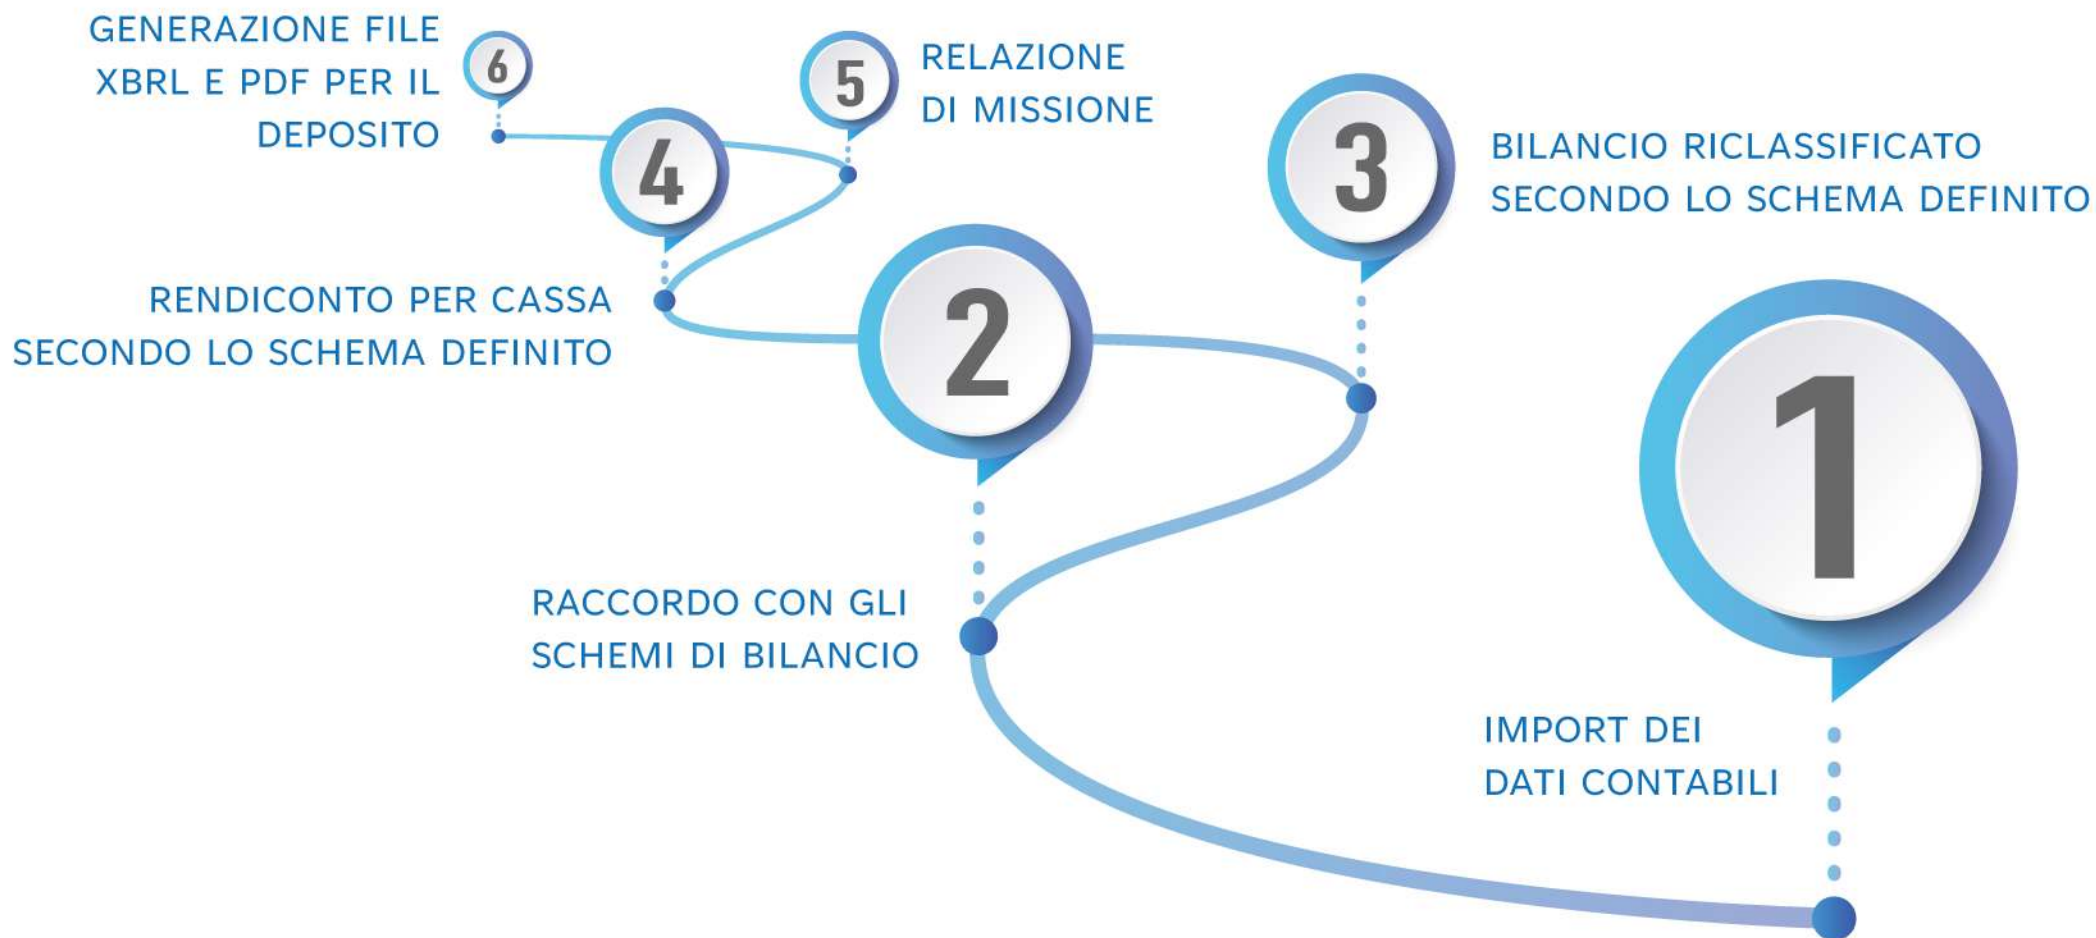 GENERAZIONE FILE
XBRL E PDF PER IL
DEPOSITO
6
5
RELAZIONE
DI MISSIONE
4
3
BILANCIO RICLASSIFICATO
SECONDO LO SCHEMA DEFINITO
RENDICONTO PER CASSA
SECONDO LO SCHEMA DEFINITO
2
1
RACCORDO CON GLI
SCHEMI DI BILANCIO
IMPORT DEI
DATI CONTABILI